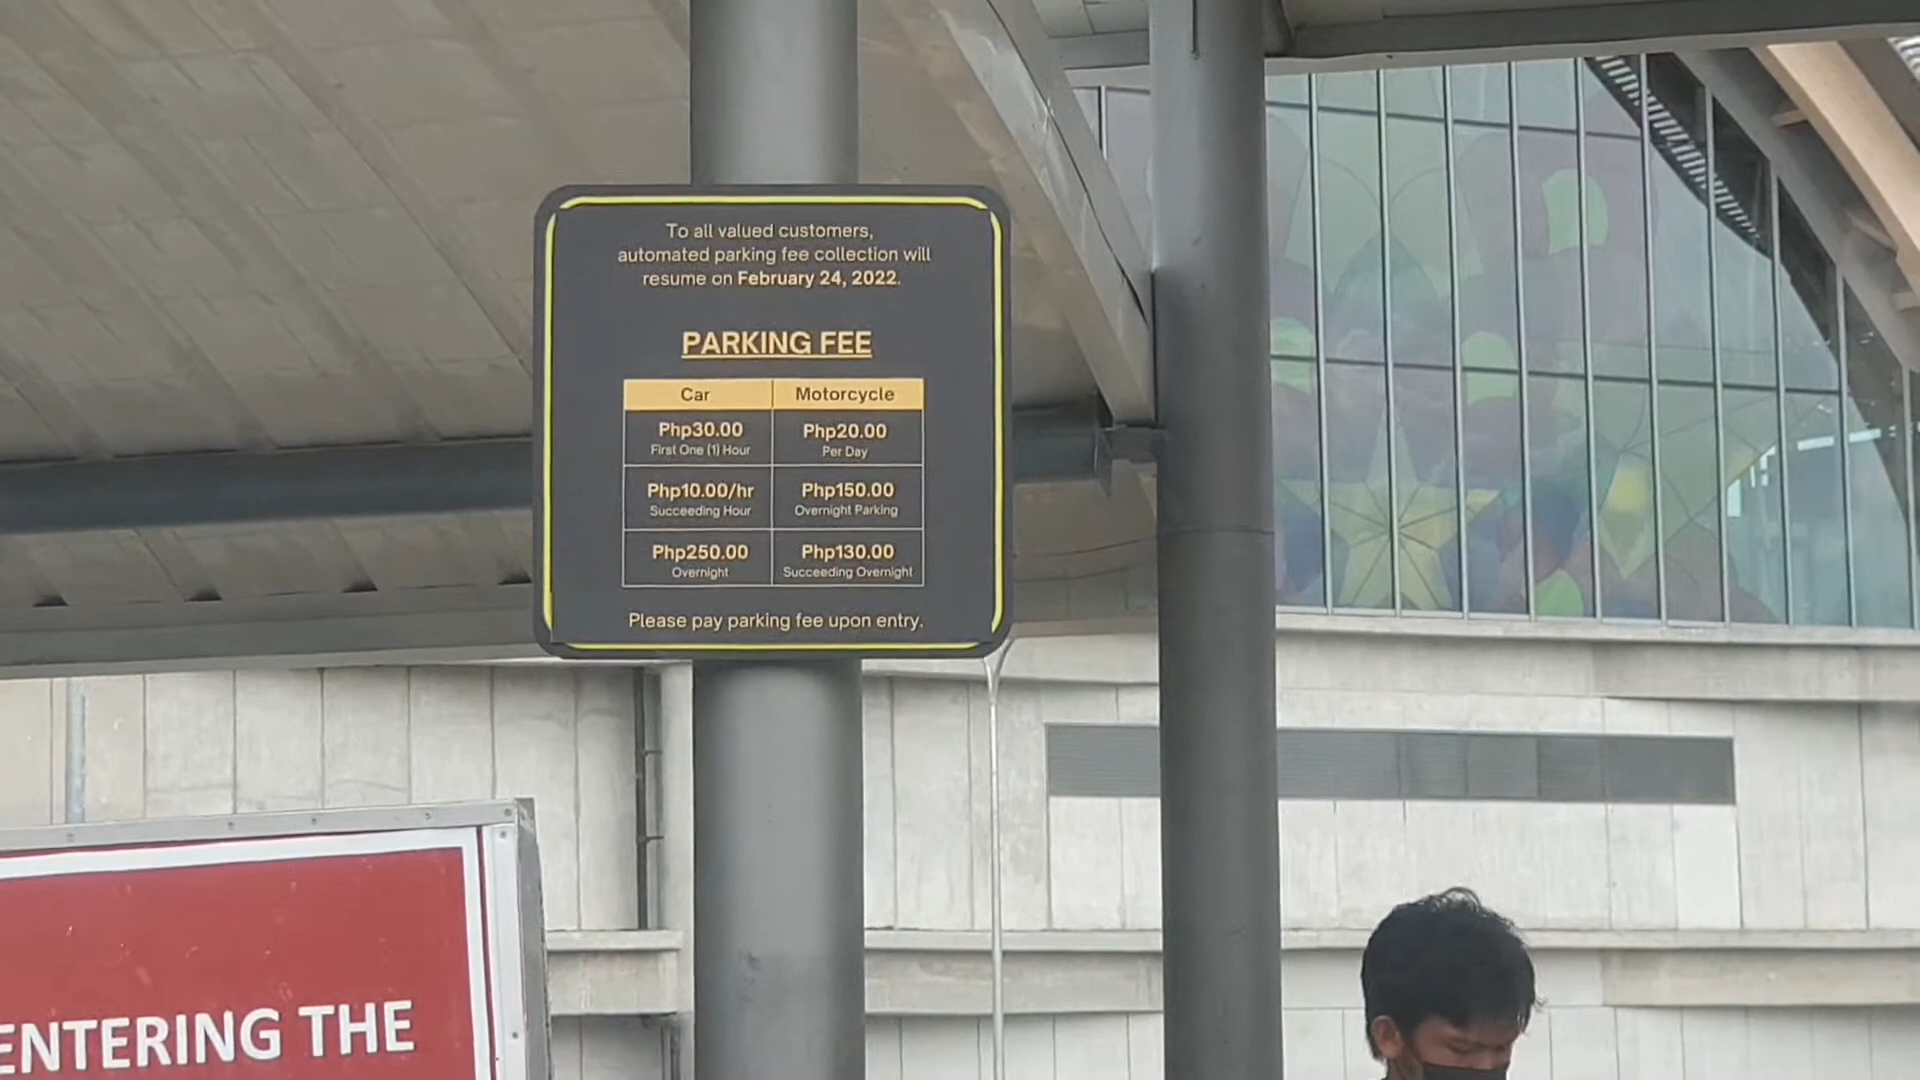 To all valued customers,
automated parking fee collection will
resume on February 24, 2022.
PARKING FEE
Car Motorcycle
Php30.00 Php20.00
First One (1) Hour Per Day
Php10.00/hr Php150.00
Succeeding Hour Overnight Parking
Php250.00 Php130.00
Overnight Succeeding Overnight
Please pay parking fee upon entry.
ENTERING THE